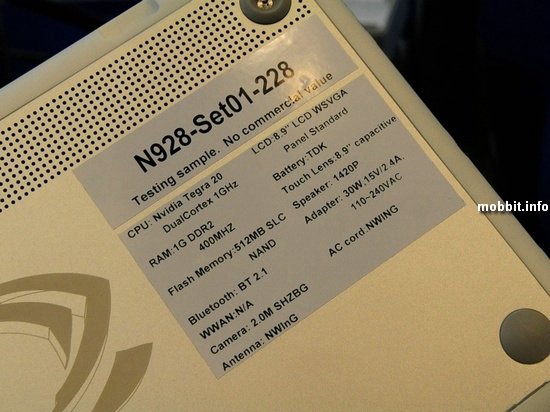 N928-Set01-228
Testing sample. No commercial value
CPU: Nvidia Tegra 20
DualCortex 1GHz
RAM:1G DDR2
400MHZ
Flash Memory:512MB SLC
NAND
Bluetooth: BT 2.1
WWAN:N/A
Camera: 2.0M SHZBG
Antenna: NWInG
LCD:8.9" LCD WSVGA
Panel Standard
Battery:TDK
Touch Lens:8.9" capacitive
Speaker: 1420P
Adapter: 30W,15V/2.4A.
110~240VAC
AC cord:NWING
mobbit.info